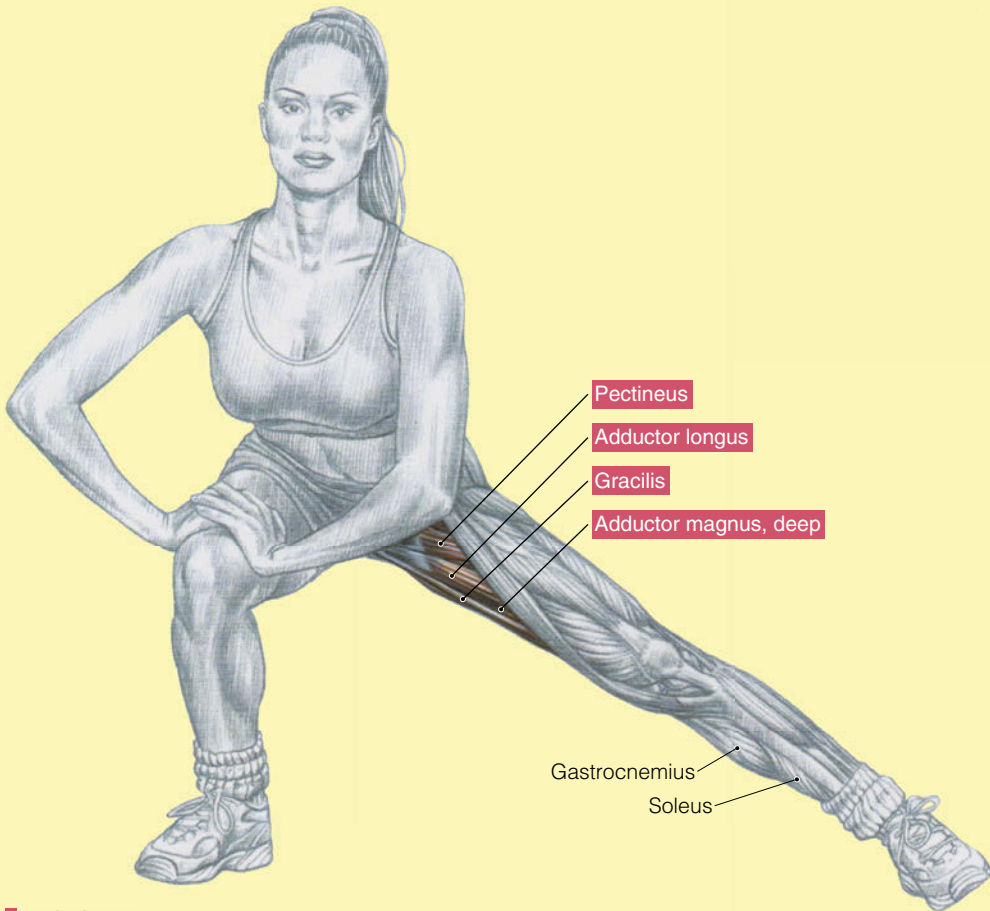 Pectineus
Adductor longus
Gracilis
Adductor magnus, deep
Gastrocnemius
Soleus